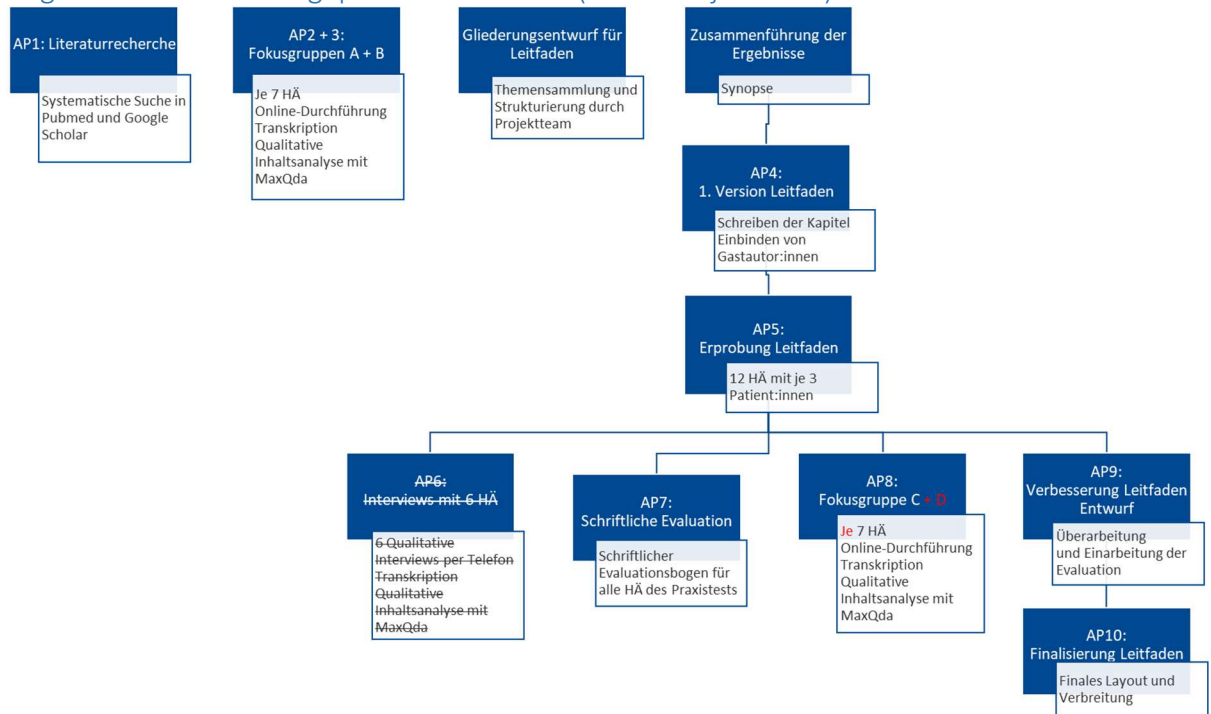 AP1: Literaturrecherche
Systematische Suche in
Pubmed und Google
Scholar
AP2 + 3:
Fokusgruppen A + B
Je 7 HÄ
Online-Durchführung
Transkription
Qualitative
Inhaltsanalyse mit
MaxQda
Gliederungsentwurf für
Leitfaden
Themensammlung und
Strukturierung durch
Projektteam
Zusammenführung der
Ergebnisse
Synopse
AP4:
1. Version Leitfaden
Schreiben der Kapitel
Einbinden von
Gastautor:innen
AP5:
Erprobung Leitfaden
12 HÄ mit je 3
Patient:innen
AP6:
Interviews mit 6 HÄ
6 Qualitative
Interviews per Telefon
Transkription
Qualitative
Inhaltsanalyse mit
MaxQda
AP7:
Schriftliche Evaluation
Schriftlicher
Evaluationsbogen für
alle HÄ des Praxistests
AP8:
Fokusgruppe C + D
Je 7 HÄ
Online-Durchführung
Transkription
Qualitative
Inhaltsanalyse mit
MaxQda
AP9:
Verbesserung Leitfaden
Entwurf
Überarbeitung
und Einarbeitung der
Evaluation
AP10:
Finalisierung Leitfaden
Finales Layout und
Verbreitung